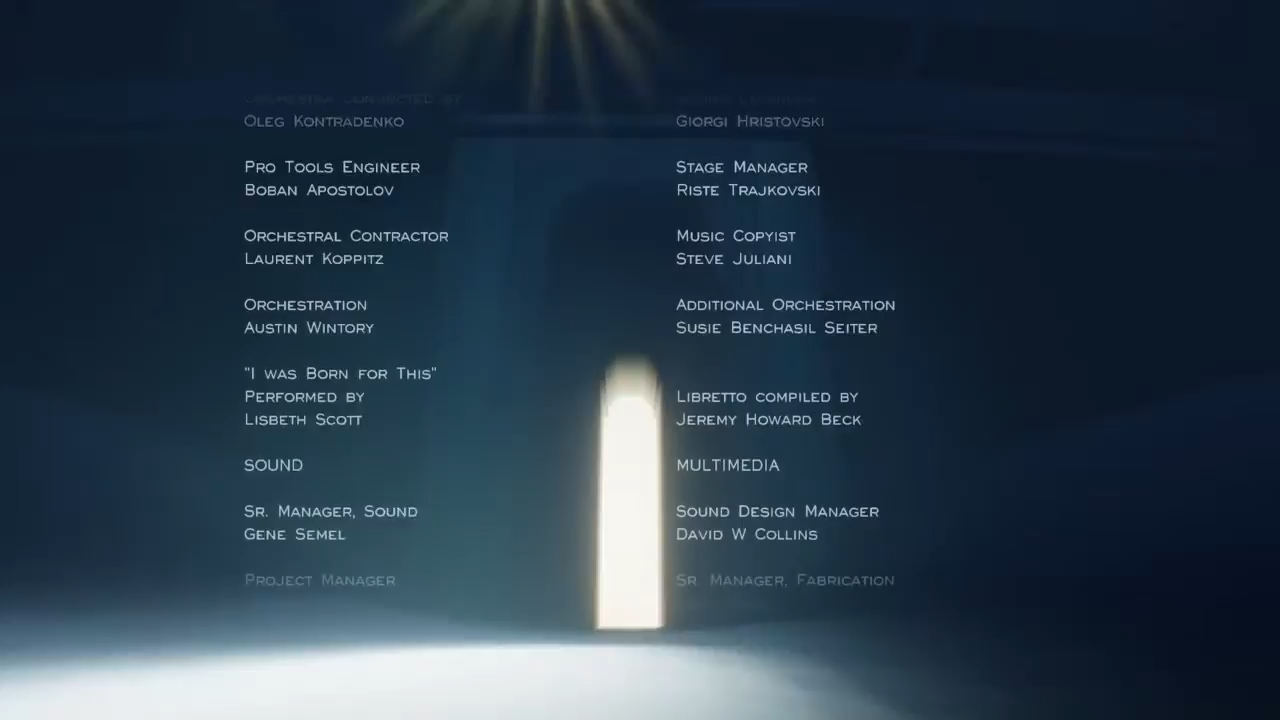 Orchestra Conducted by
Oleg Kontradenko
Pro Tools Engineer
Boban Apostolov
Orchestral Contractor
Laurent Koppitz
Orchestration
Austin Wintory
"I was Born for This"
Performed by
Lisbeth Scott
SOUND
Sr. Manager, Sound
Gene Semel
Project Manager
Giorgi Hristovski
Stage Manager
Riste Trajkovski
Music Copyist
Steve Juliani
Additional Orchestration
Susie Benchasil Seiter
Libretto compiled by
Jeremy Howard Beck
MULTIMEDIA
Sound Design Manager
David W Collins
Sr. Manager, Fabrication